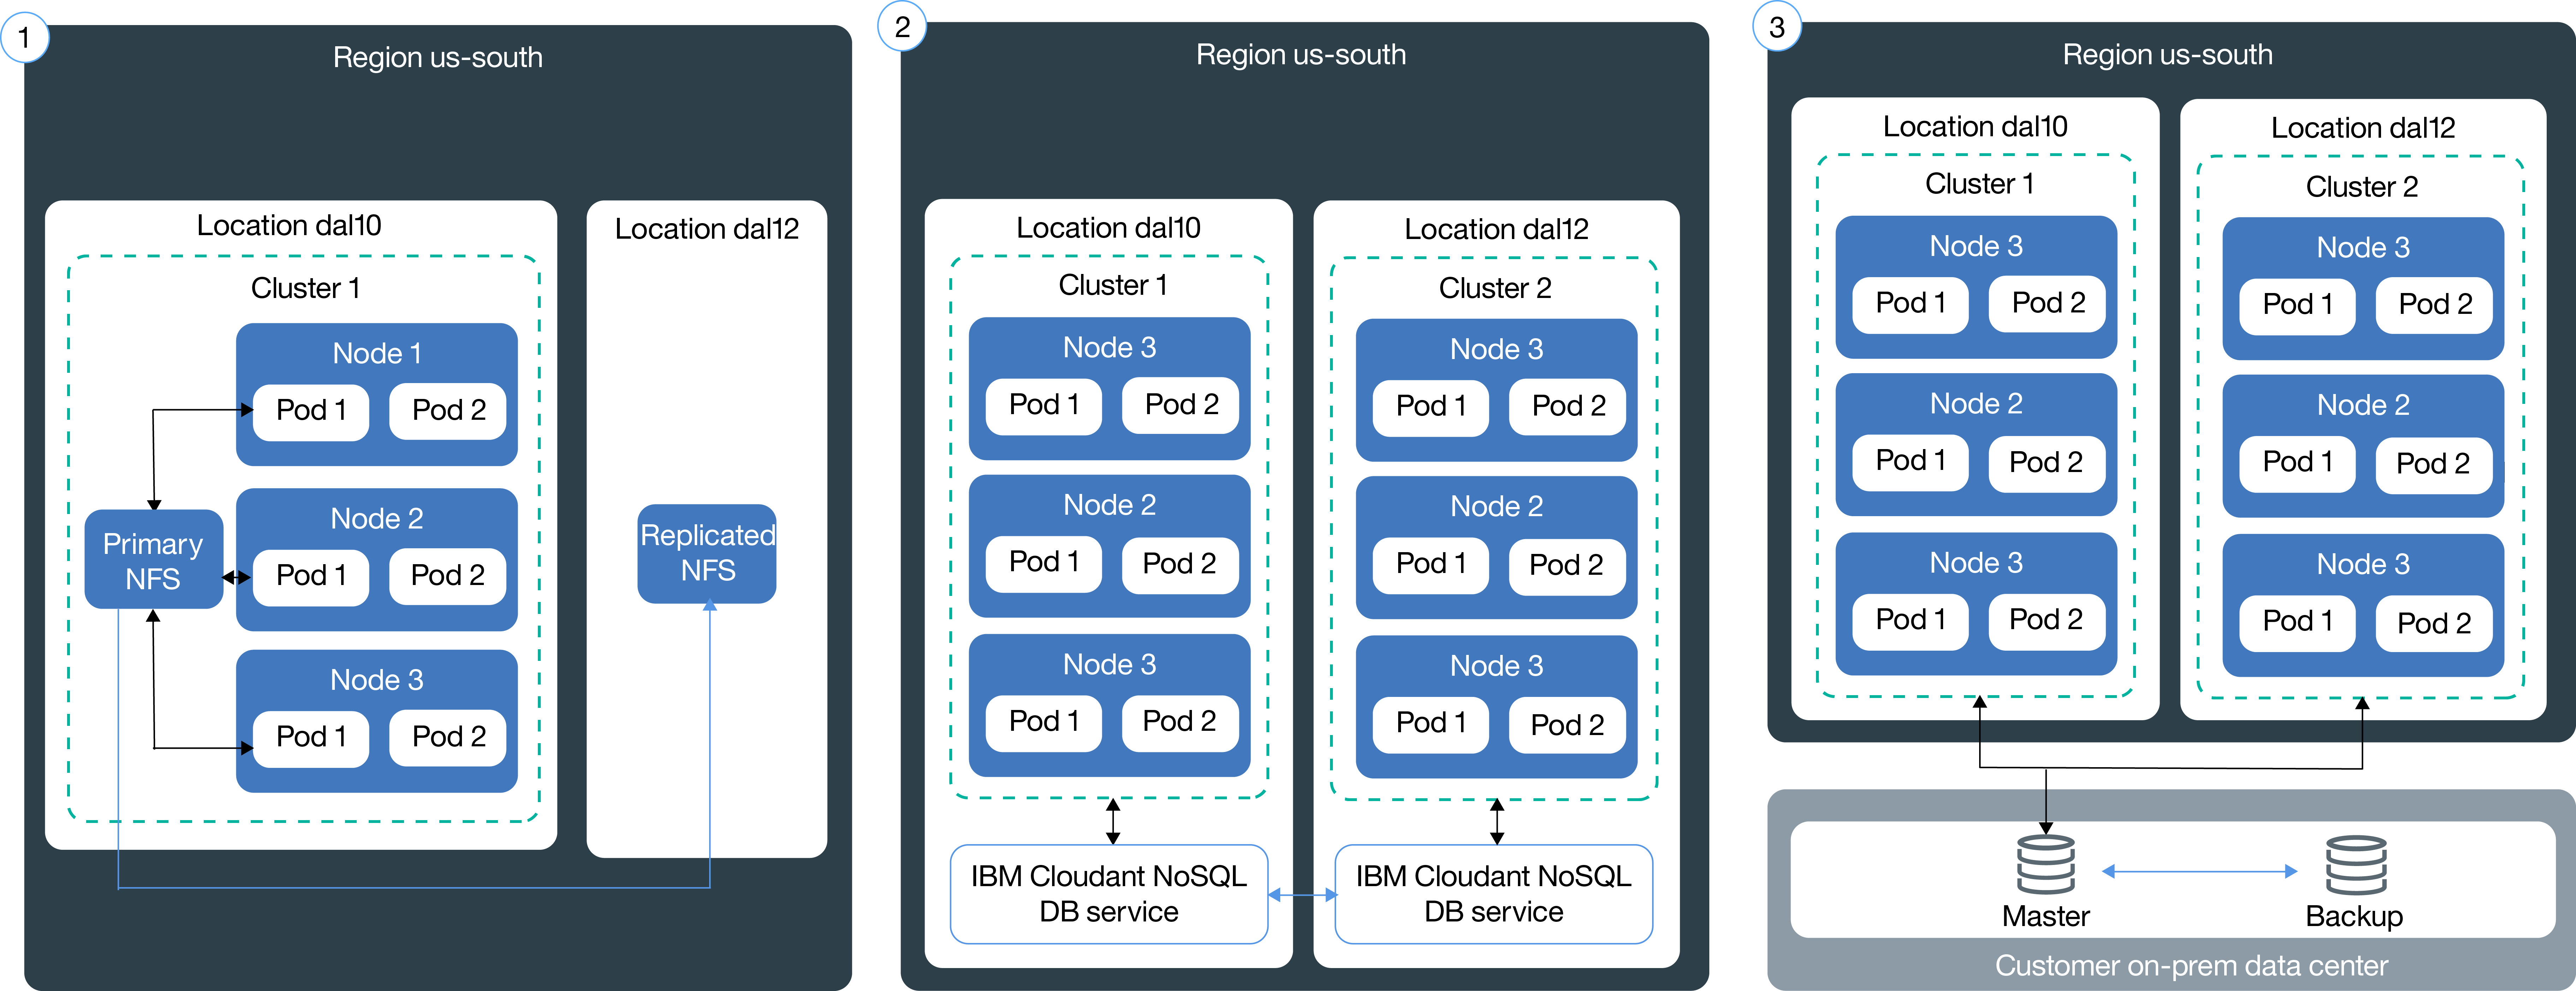 1
Region us-south
Location dal10
Cluster 1
Node 1
Pod 1
Pod 2
Primary
NFS
Node 2
Pod 1
Pod 2
Node 3
Pod 1
Pod 2
Location dal12
Replicated
NFS
2
Region us-south
Location dal10
Cluster 1
Node 3
Pod 1
Pod 2
Node 2
Pod 1
Pod 2
Node 3
Pod 1
Pod 2
IBM Cloudant NoSQL
DB service
Location dal12
Cluster 2
Node 3
Pod 1
Pod 2
Node 2
Pod 1
Pod 2
Node 3
Pod 1
Pod 2
IBM Cloudant NoSQL
DB service
3
Region us-south
Location dal10
Cluster 1
Node 3
Pod 1
Pod 2
Node 2
Pod 1
Pod 2
Node 3
Pod 1
Pod 2
Location dal12
Cluster 2
Node 3
Pod 1
Pod 2
Node 2
Pod 1
Pod 2
Node 3
Pod 1
Pod 2
Master
Backup
Customer on-prem data center